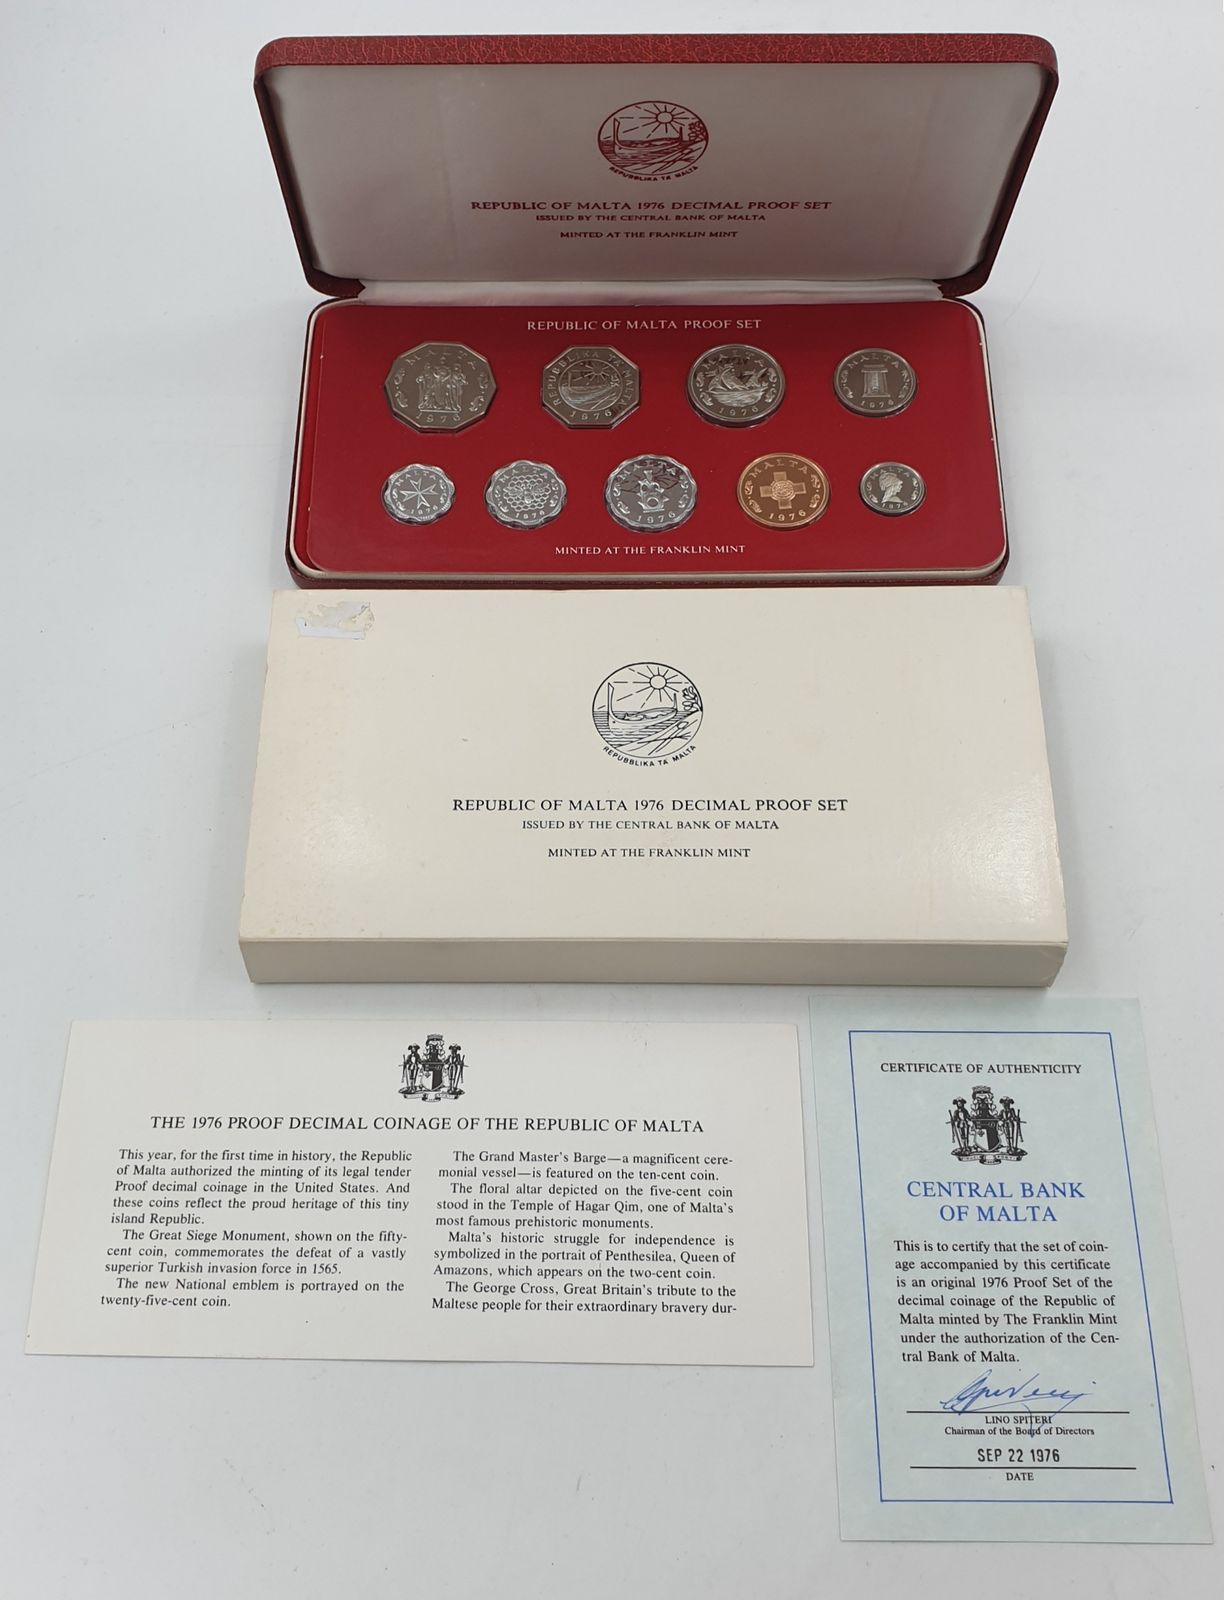 REPUBBLIKA TA' MALTA
REPUBLIC OF MALTA 1976 DECIMAL PROOF SET
ISSUED BY THE CENTRAL BANK OF MALTA
MINTED AT THE FRANKLIN MINT
REPUBLIC OF MALTA PROOF SET
MALTA
1976
REPUBBLIKA TA' MALTA
1976
MALTA
1976
MALTA
1976
MALTA
1976
MALTA
1976
MALTA
1976
MALTA
1976
MALTA
1976
MINTED AT THE FRANKLIN MINT
REPUBBLIKA TA' MALTA
REPUBLIC OF MALTA 1976 DECIMAL PROOF SET
ISSUED BY THE CENTRAL BANK OF MALTA
MINTED AT THE FRANKLIN MINT
THE 1976 PROOF DECIMAL COINAGE OF THE REPUBLIC OF MALTA
This year, for the first time in history, the Republic
of Malta authorized the minting of its legal tender
Proof decimal coinage in the United States. And
these coins reflect the proud heritage of this tiny
island Republic.
The Great Siege Monument, shown on the fifty-
cent coin, commemorates the defeat of a vastly
superior Turkish invasion force in 1565.
The new National emblem is portrayed on the
twenty-five-cent coin.
The Grand Master's Barge—a magnificent cere-
monial vessel—is featured on the ten-cent coin.
The floral altar depicted on the five-cent coin
stood in the Temple of Hagar Qim, one of Malta's
most famous prehistoric monuments.
Malta's historic struggle for independence is
symbolized in the portrait of Penthesilea, Queen of
Amazons, which appears on the two-cent coin.
The George Cross, Great Britain's tribute to the
Maltese people for their extraordinary bravery dur-
CERTIFICATE OF AUTHENTICITY
CENTRAL BANK
OF MALTA
This is to certify that the set of coin-
age accompanied by this certificate
is an original 1976 Proof Set of the
decimal coinage of the Republic of
Malta minted by The Franklin Mint
under the authorization of the Cen-
tral Bank of Malta.
LINO SPITERI
Chairman of the Board of Directors
SEP 22 1976
DATE